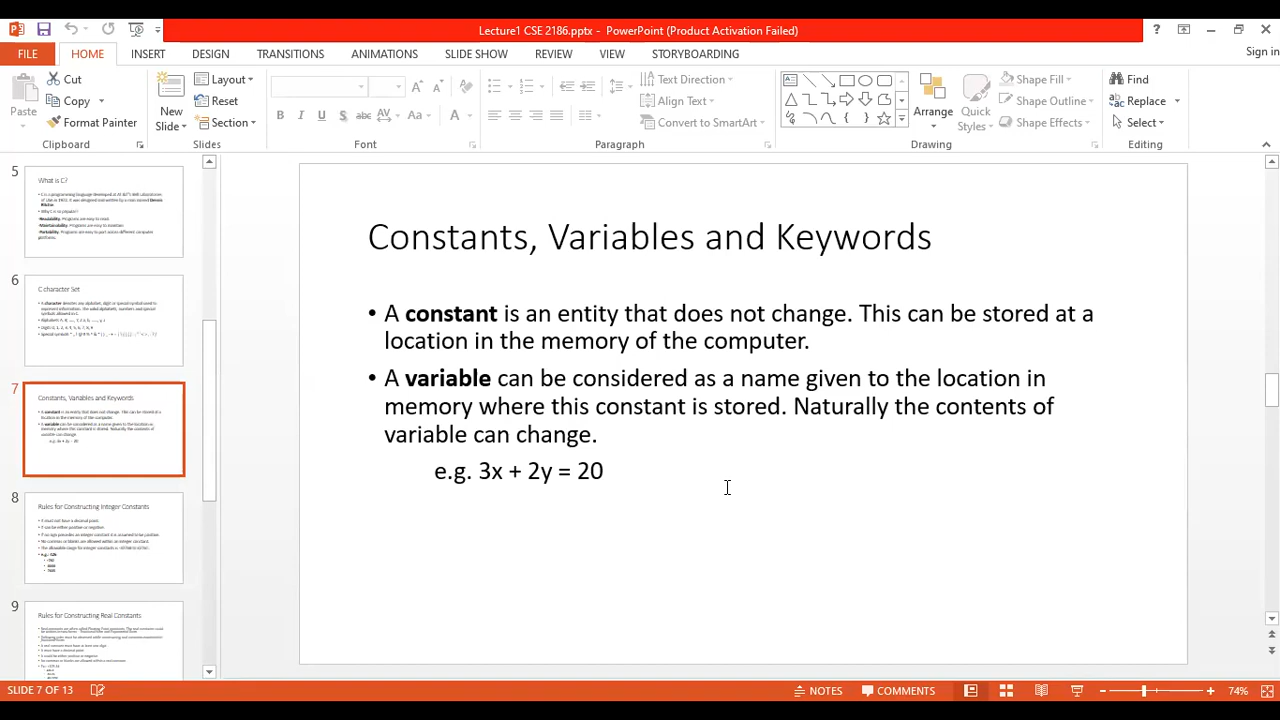 Lecture1 CSE 2186.pptx - PowerPoint (Product Activation Failed)
Sign in
FILE HOME INSERT DESIGN TRANSITIONS ANIMATIONS SLIDE SHOW REVIEW VIEW STORYBOARDING
Paste
Cut
Copy
Format Painter
Clipboard
New Slide
Layout
Reset
Section
Slides
Font
Text Direction
Align Text
Convert to SmartArt
Paragraph
Arrange
Quick Styles
Shape Fill
Shape Outline
Shape Effects
Drawing
Find
Replace
Select
Editing
5
What is C?
6
C character Set
7
Constants, Variables and Keywords
8
Rules for Constructing Integer Constants
9
Rules for Constructing Real Constants
Constants, Variables and Keywords
• A constant is an entity that does not change. This can be stored at a
location in the memory of the computer.
• A variable can be considered as a name given to the location in
memory where this constant is stored. Naturally the contents of
variable can change.
e.g. 3x + 2y = 20
SLIDE 7 OF 13
NOTES COMMENTS 74%